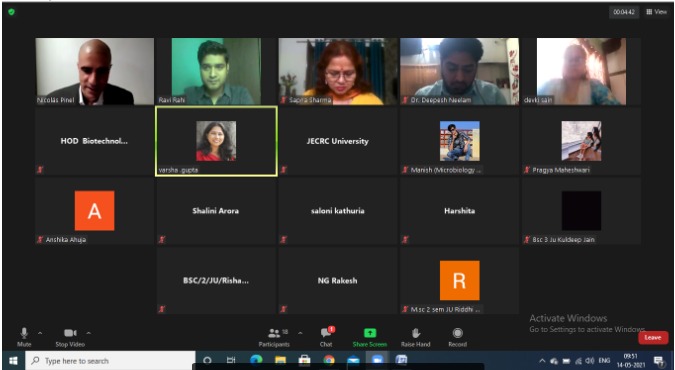 00:04:42 View
Nicolás Pinel
Ravi Rahi
Sapna Sharma
Dr. Deepesh Neelam
devki sain
HOD Biotechnol...
varsha gupta
JECRC University
Manish (Microbiology ...
Pragya Maheshwari
A
Anshika Ahuja
Shalini Arora
saloni kathuria
Harshita
Bsc 3 Ju Kuldeep Jain
BSC/2/JU/Risha...
NG Rakesh
R
M.sc 2 sem JU Riddhi ...
Activate Windows
Go to Settings to activate Windows.
Mute
Stop Video
18
Participants
Chat
Share Screen
Raise Hand
Record
Leave
Type here to search
ENG
09:51
14-05-2021